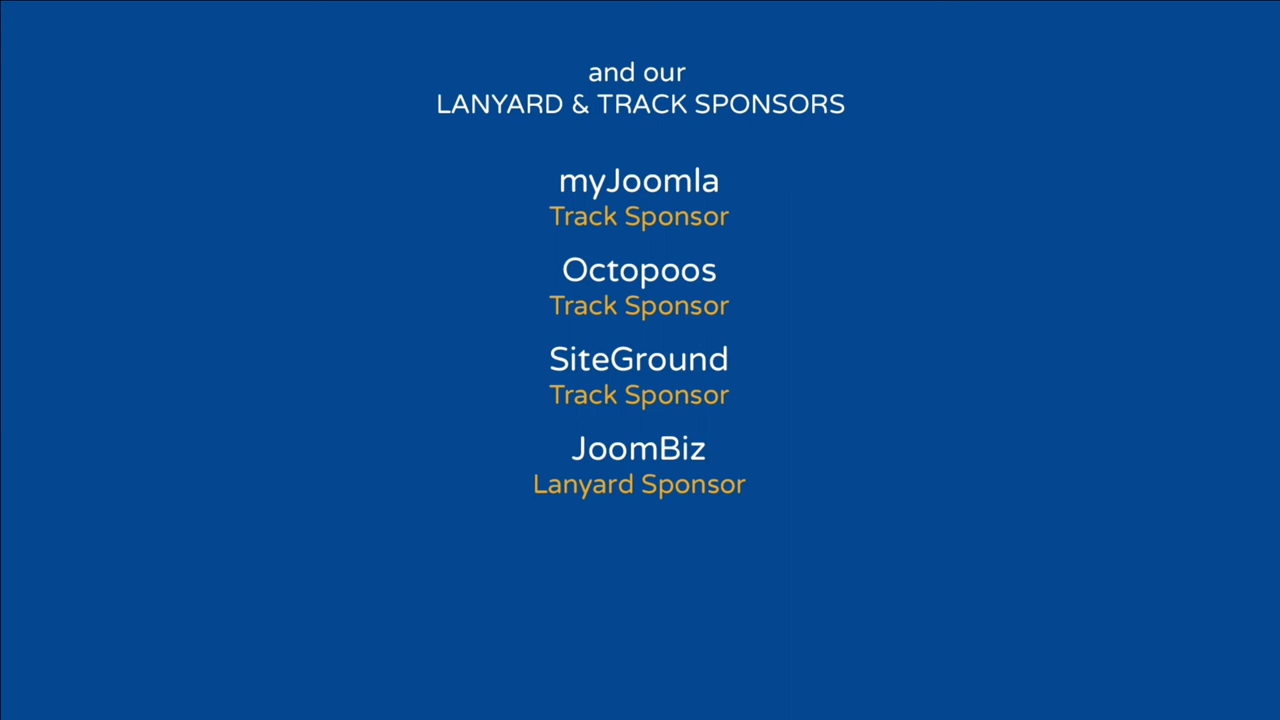 and our
LANYARD & TRACK SPONSORS
myJoomla
Track Sponsor
Octopoos
Track Sponsor
SiteGround
Track Sponsor
JoomBiz
Lanyard Sponsor